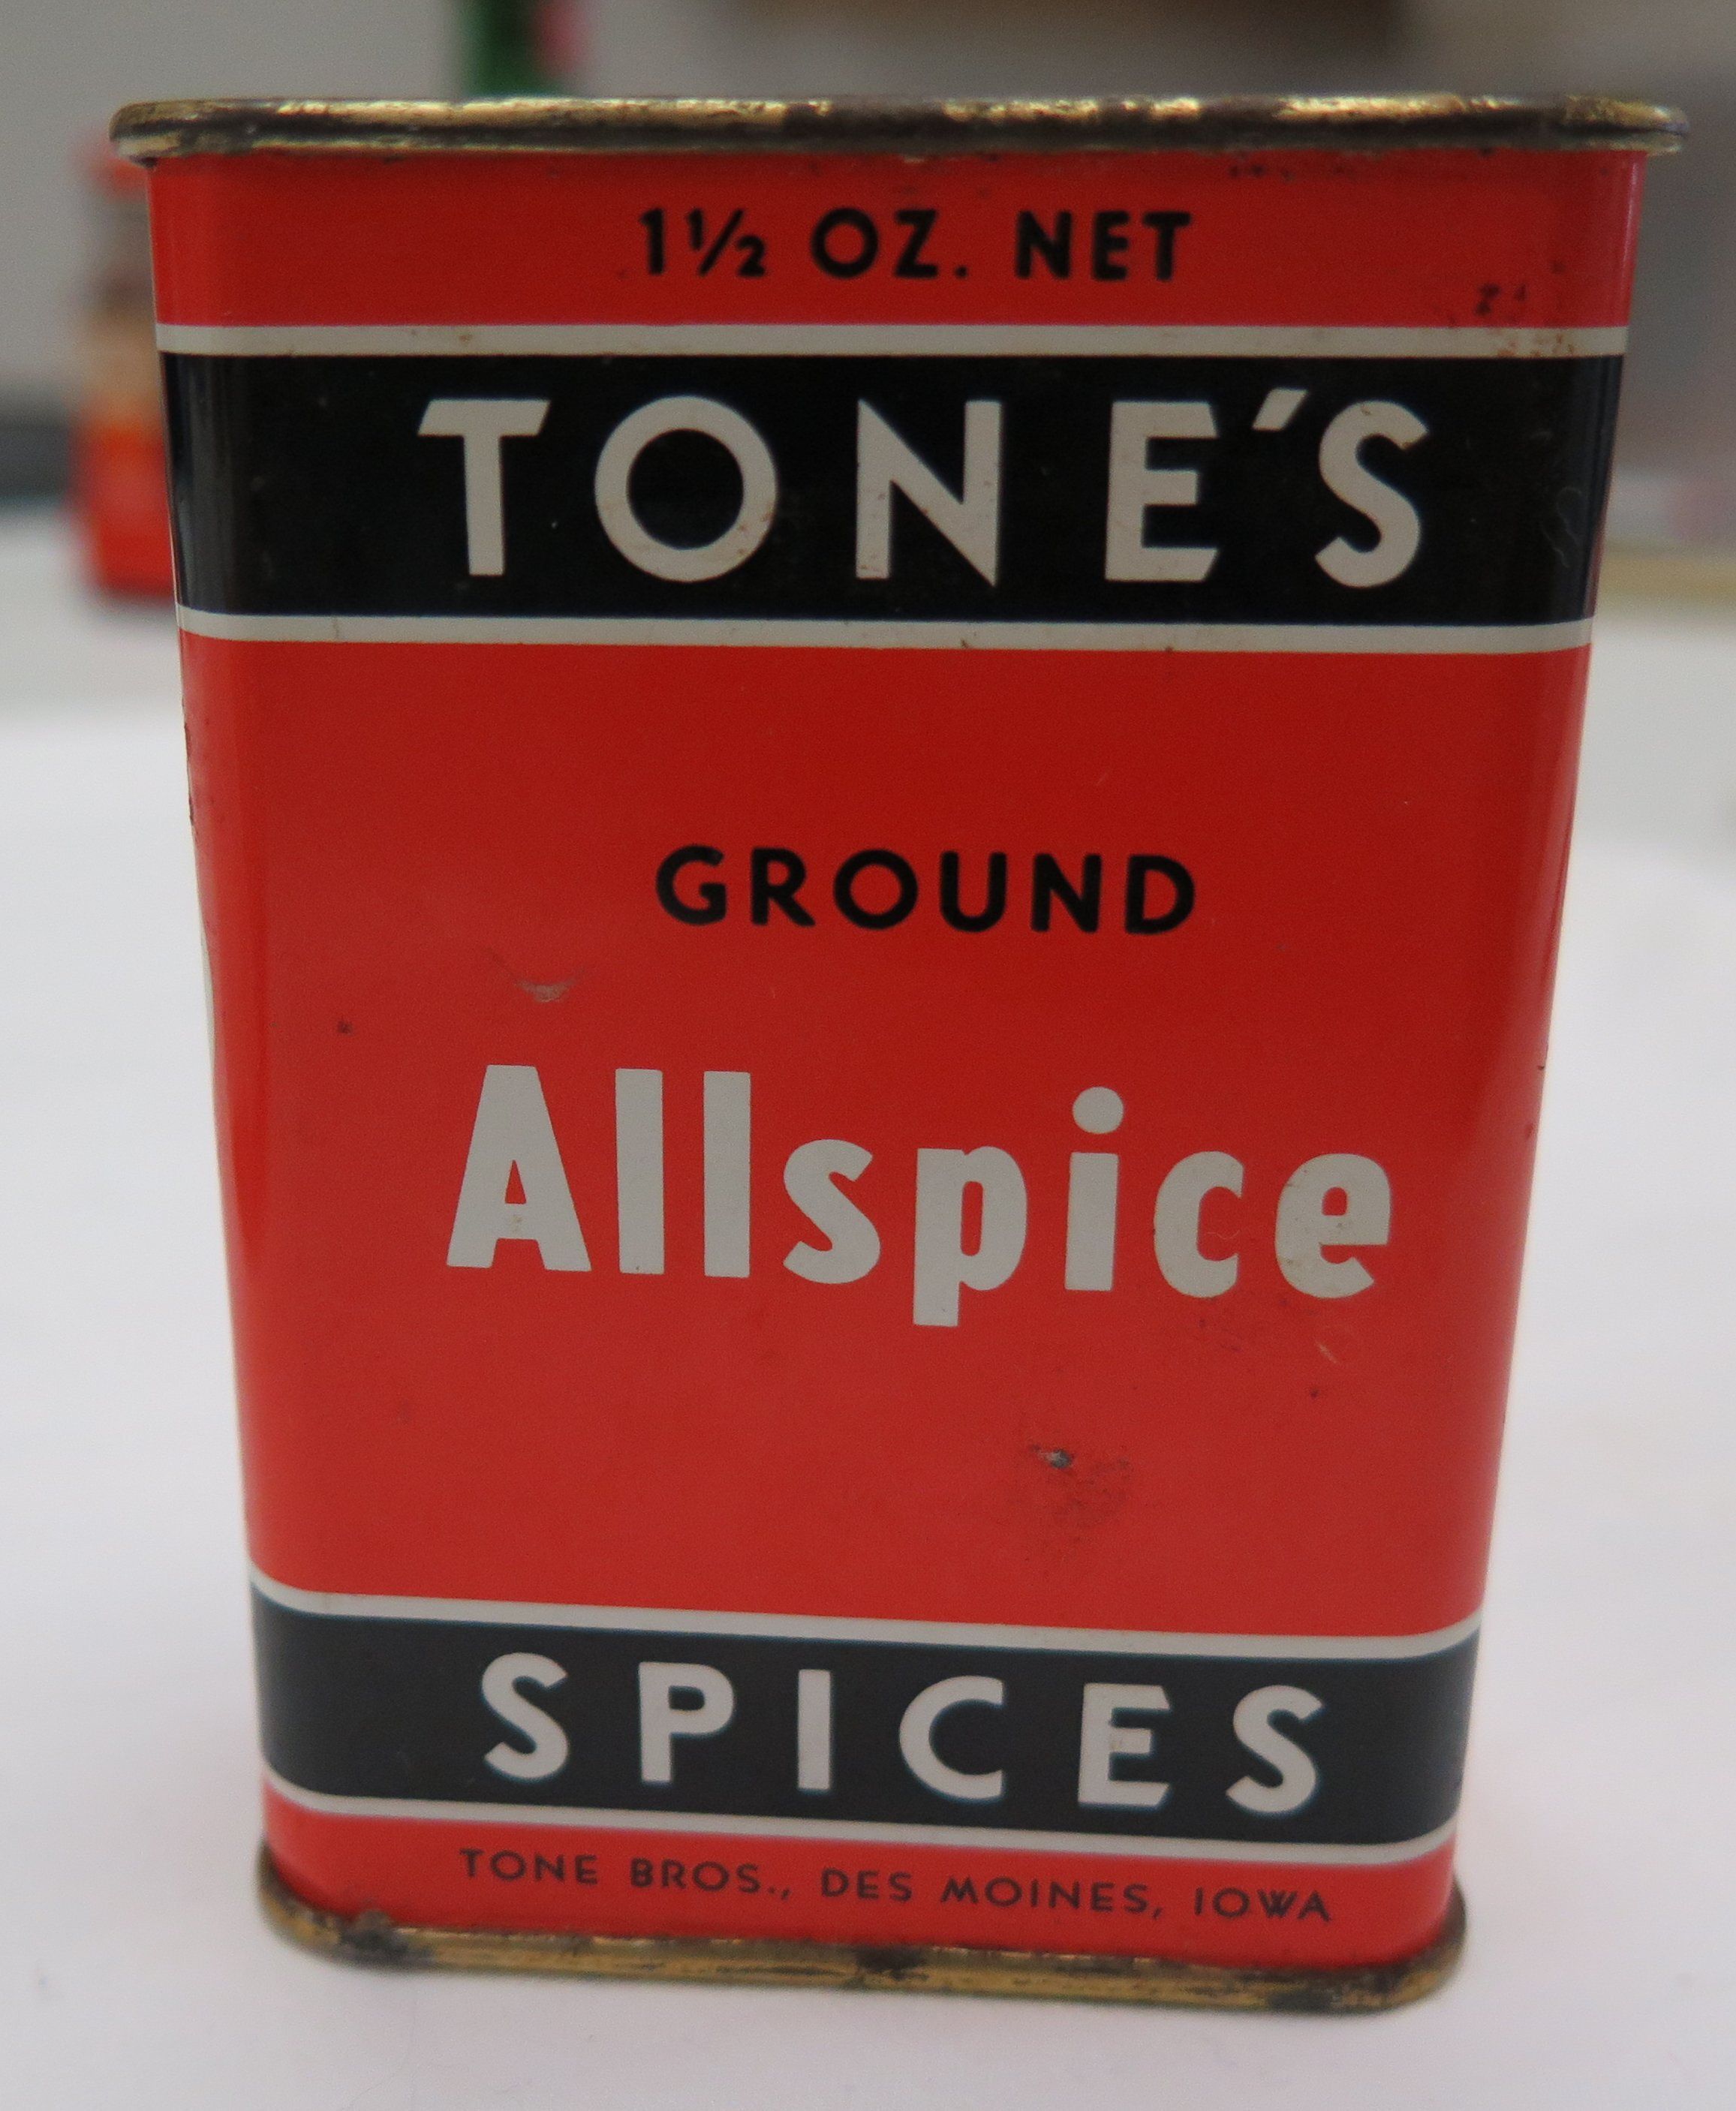 1½ OZ. NET
TONE'S
GROUND
Allspice
SPICES
TONE BROS., DES MOINES, IOWA